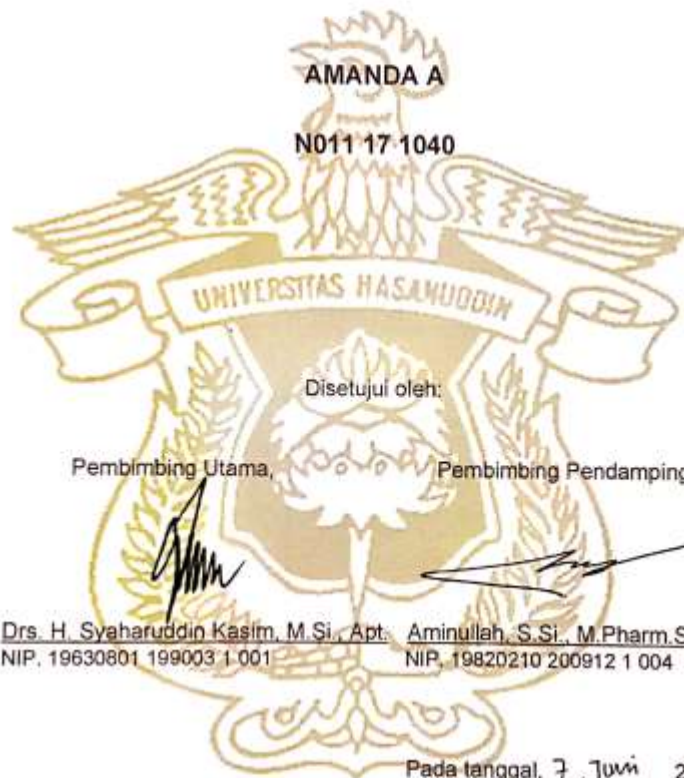 AMANDA A
N011 17 1040
UNIVERSITAS HASANUDDIN
Disetujui oleh:
Pembimbing Utama, Pembimbing Pendamping
Drs. H. Syaharuddin Kasim, M.Si., Apt. Aminullah, S.Si., M.Pharm.S
NIP. 19630801 199003 1 001 NIP. 19820210 200912 1 004
Pada tanggal, 7 Juni 2